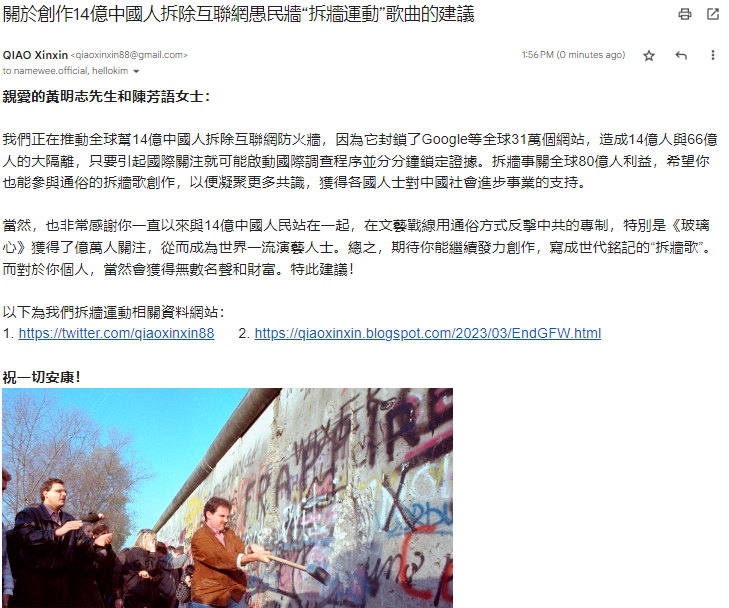 關於創作14億中國人拆除互聯網愚民牆“拆牆運動”歌曲的建議
QIAO Xinxin <qiaoxinxin88@gmail.com>
1:56 PM (0 minutes ago)
to namewee.official, hellokim
親愛的黃明志先生和陳芳語女士：
我們正在推動全球幫14億中國人拆除互聯網防火牆，因為它封鎖了Google等全球31萬個網站，造成14億人與66億
人的大隔離，只要引起國際關注就可能啟動國際調查程序並分分鐘鎖定證據。拆牆事關全球80億人利益，希望你
也能參與通俗的拆牆歌創作，以便凝聚更多共識，獲得各國人士對中國社會進步事業的支持。
當然，也非常感謝你一直以來與14億中國人民站在一起，在文藝戰線用通俗方式反擊中共的專制，特別是《玻璃
心》獲得了億萬人關注，從而成為世界一流演藝人士。總之，期待你能繼續發力創作，寫成世代銘記的“拆牆歌”。
而對於你個人，當然會獲得無數名聲和財富。特此建議！
以下為我們拆牆運動相關資料網站：
1. https://twitter.com/qiaoxinxin88 2. https://qiaoxinxin.blogspot.com/2023/03/EndGFW.html
祝一切安康！